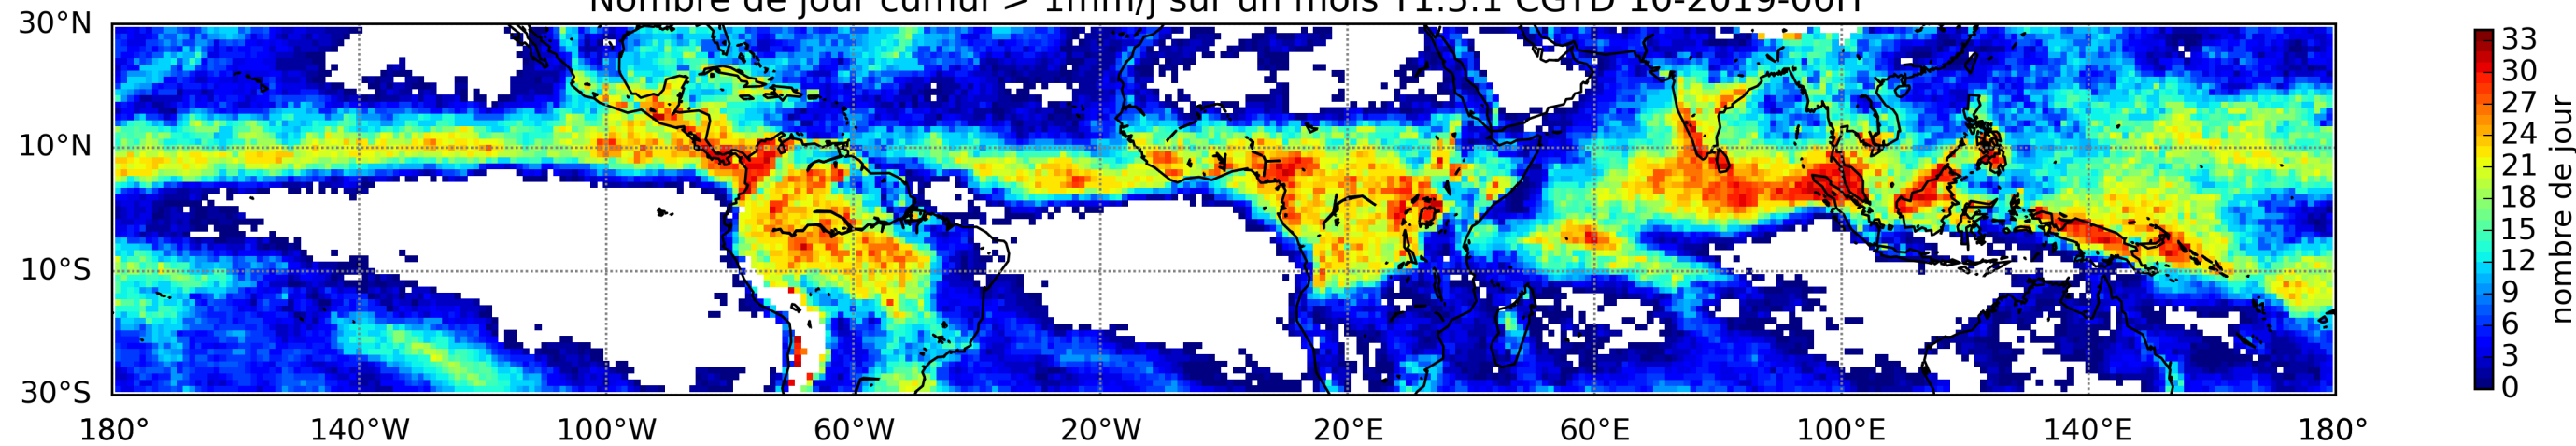 Nombre de jour cumul > 1mm/j sur un mois T1.5.1 CGTD 10-2019-00H
30°N
10°N
10°S
30°S
180°
140°W
100°W
60°W
20°W
20°E
60°E
100°E
140°E
180°
33
30
27
24
21
18
15
12
9
6
3
0
nombre de jour